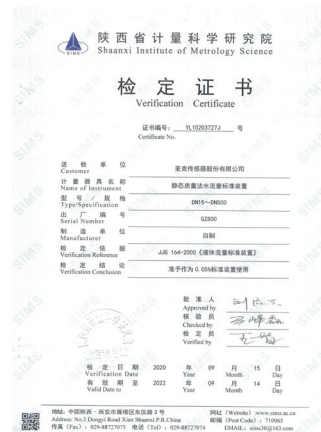 陕西省计量科学研究院
Shaanxi Institute of Metrology Science
SIMS
检定证书
Verification Certificate
证书编号: YL10203727J 号
Certificate No.
送检单位 麦克传感器股份有限公司
Customer
计量器具名称 静态质量法水流量标准装置
Name of Instrument
型号/规格 DN15~DN500
Type/Specification
出厂编号 GZ800
Serial Number
制造单位 自制
Manufacturer
检定依据 JJG 164-2000《液体流量标准装置》
Verification Reference
检定结论 准予作为 0.05%标准装置使用
Verification Conclusion
批准人
Approved by
核验员
Checked by
检定员
Verified by
检定日期 2020 年 09 月 15 日
Verification Date Year Month Day
有效期至 2022 年 09 月 14 日
Valid to Date Year Month Day
地址: 中国陕西·西安市雁塔区东仪路3号 网址 (Website) :www.sims.ac.cn
Address: No.3 Dongyi Road Xian Shaanxi P.R.China 邮编 (Post Code) : 710065
传真 (Fax) : 029-88727075 电话 (Tel) : 029-88727074